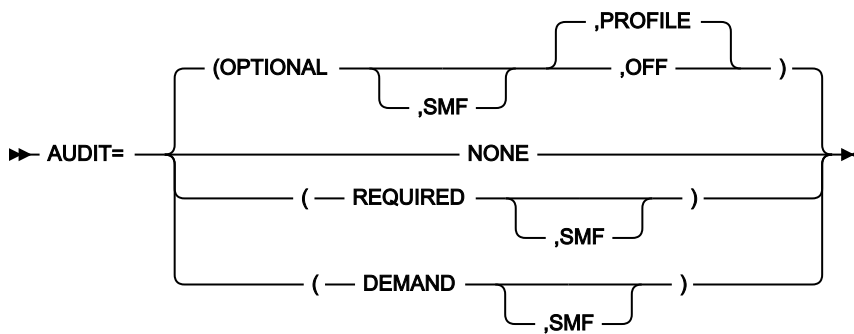 ,PROFILE
(OPTIONAL ,OFF )
,SMF
AUDIT= NONE
( REQUIRED )
,SMF
( DEMAND )
,SMF